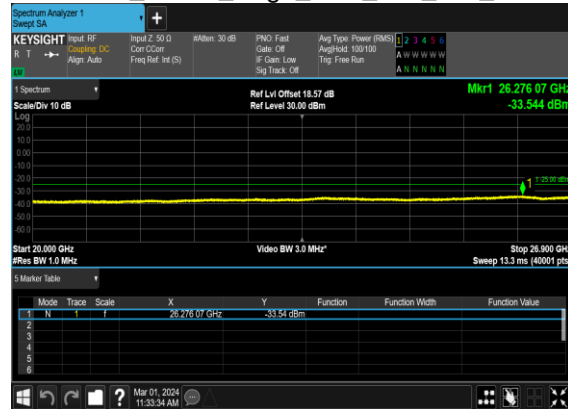 Spectrum Analyzer 1
Swept SA
+
KEYSIGHT Input: RF Input Z: 50 Ω #Atten: 30 dB PNO: Fast Avg Type: Power (RMS) 1 2 3 4 5 6
R T Coupling: DC Corr CCorr Gate: Off Avg|Hold: 100/100 A W W W W W
Align: Auto Freq Ref: Int (S) IF Gain: Low Trig: Free Run
LW Sig Track: Off A N N N N N
1 Spectrum Ref Lvl Offset 18.57 dB Mkr1 26.276 07 GHz
Scale/Div 10 dB Ref Level 30.00 dBm -33.544 dBm
Log
20.0
10.0
0.00
-10.0
-20.0
1 -25.00 dBm
-30.0
1
-40.0
-50.0
-60.0
Start 20.000 GHz Video BW 3.0 MHz* Stop 26.900 GHz
#Res BW 1.0 MHz Sweep 13.3 ms (40001 pts)
5 Marker Table
Mode Trace Scale X Y Function Function Width Function Value
1 N 1 f 26.276 07 GHz -33.54 dBm
2
3
4
5
6
? Mar 01, 2024
11:33:34 AM